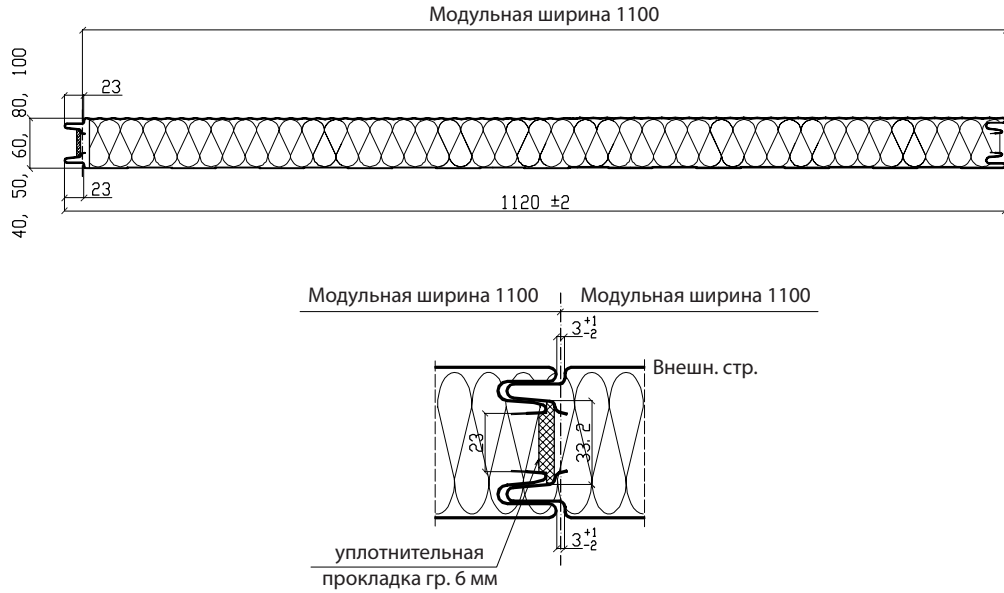 Модульная ширина 1100
23
40, 50, 60, 80, 100
23
1120 ±2
Модульная ширина 1100
Модульная ширина 1100
3 +1 -2
Внешн. стр.
23
33.2
3 +1 -2
уплотнительная
прокладка гр. 6 мм